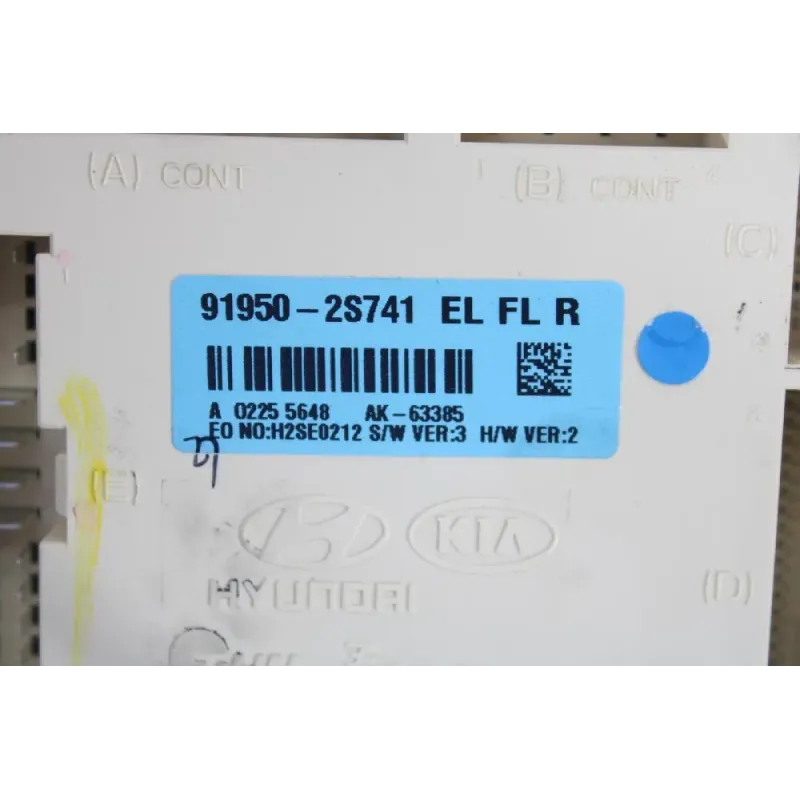 (A) CONT
(B) CONT
(C)
91950-2S741 EL FL R
A 0225 5648 AK-63385
EO NO:H2SE0212 S/W VER:3 H/W VER:2
(E)
KIA
HYUNDAI
(D)